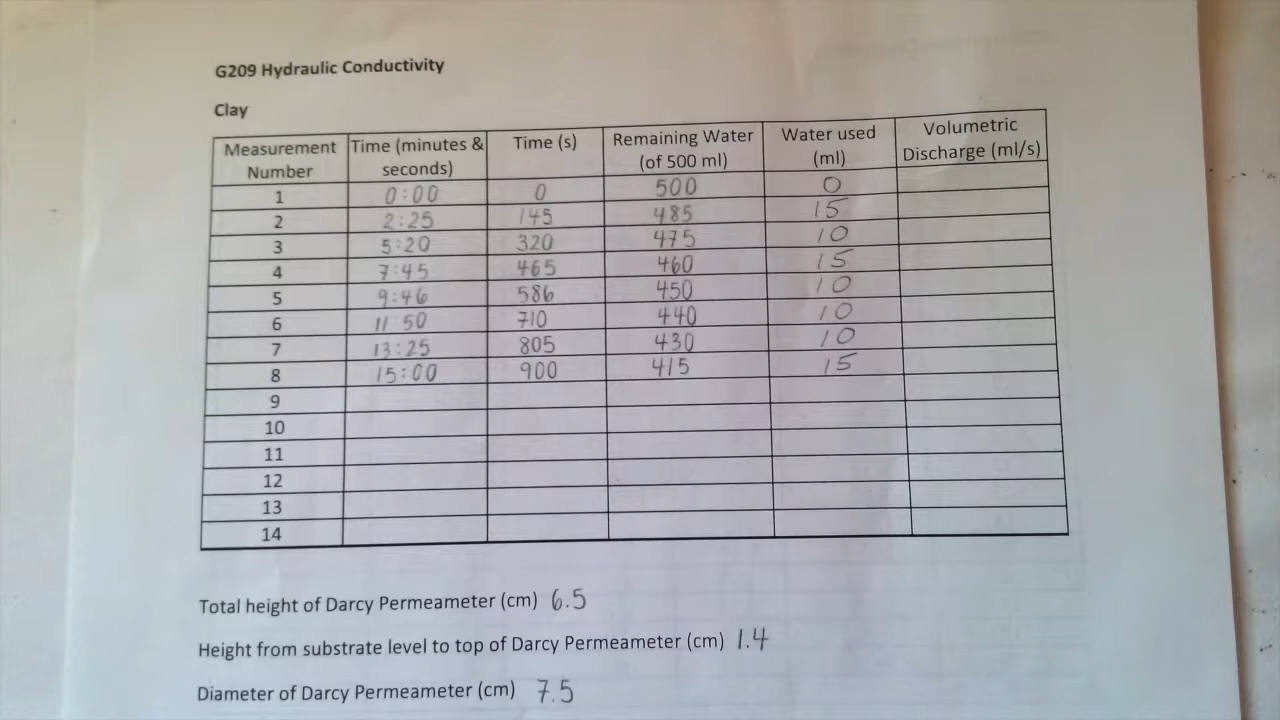 G209 Hydraulic Conductivity
Clay
Measurement Number Time (minutes & seconds) Time (s) Remaining Water (of 500 ml) Water used (ml) Volumetric Discharge (ml/s)
1 0:00 0 500 0
2 2:25 145 485 15
3 5:20 320 475 10
4 7:45 465 460 15
5 9:46 586 450 10
6 11 50 710 440 10
7 13:25 805 430 10
8 15:00 900 415 15
9
10
11
12
13
14
Total height of Darcy Permeameter (cm) 6.5
Height from substrate level to top of Darcy Permeameter (cm) 1.4
Diameter of Darcy Permeameter (cm) 7.5